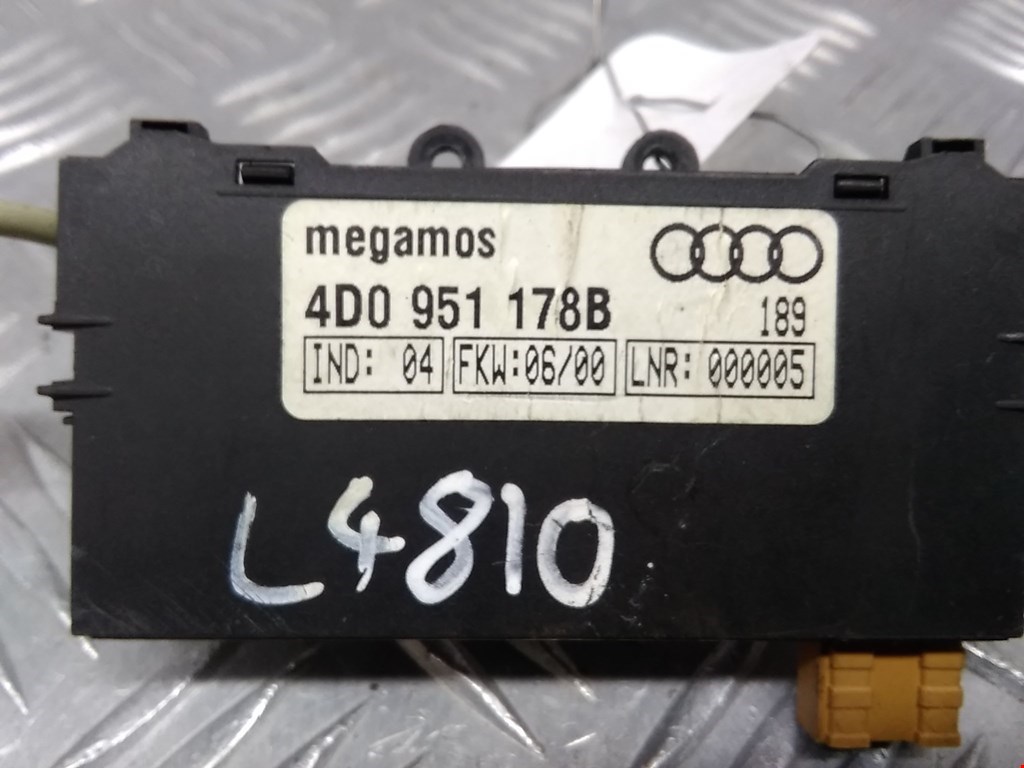 megamos
4D0 951 178B
189
IND: 04 FKW:06/00 LNR: 000005
L4810